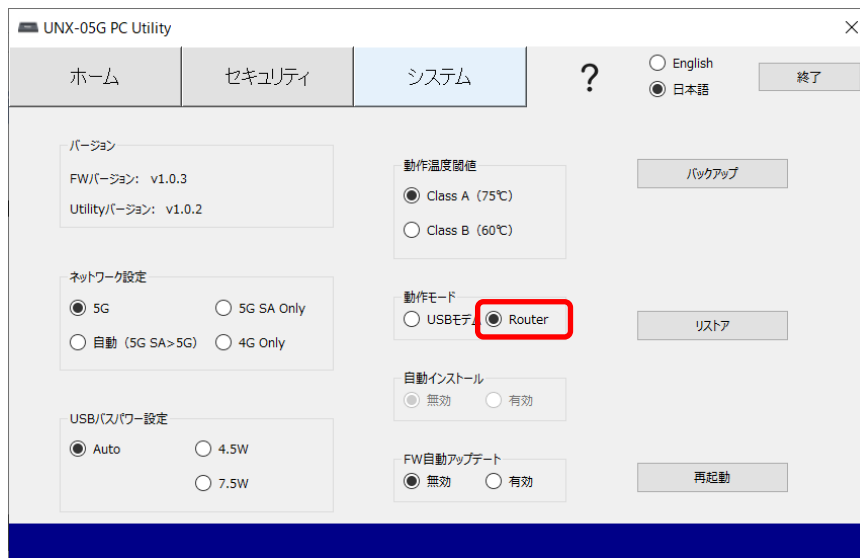 UNX-05G PC Utility
ホーム
セキュリティ
システム
?
English
日本語
終了
バージョン
FWバージョン: v1.0.3
Utilityバージョン: v1.0.2
ネットワーク設定
5G
5G SA Only
自動（5G SA>5G）
4G Only
USBバスパワー設定
Auto
4.5W
7.5W
動作温度閾値
Class A（75℃）
Class B（60℃）
動作モード
USBモデム
Router
自動インストール
無効
有効
FW自動アップデート
無効
有効
バックアップ
リストア
再起動